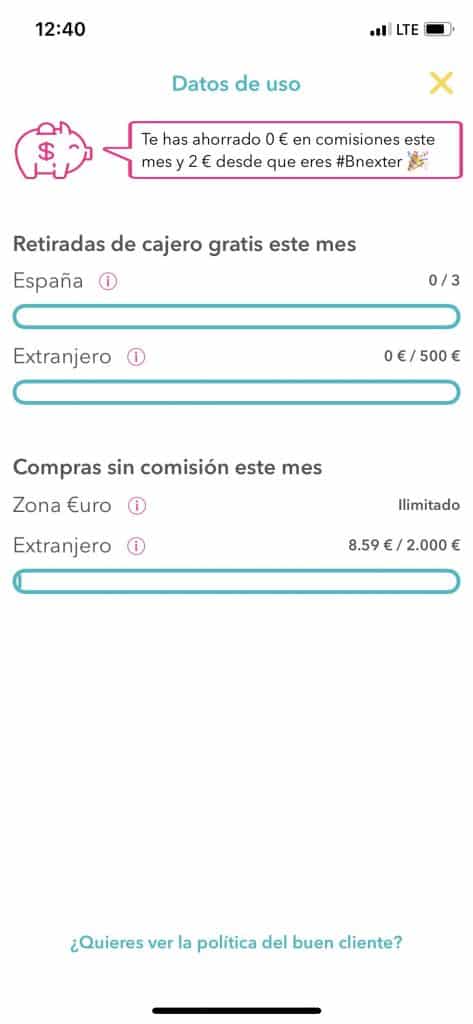 12:40
LTE
Datos de uso
$
Te has ahorrado 0 € en comisiones este
mes y 2 € desde que eres #Bnexter 🎉
Retiradas de cajero gratis este mes
España ⓘ 0 / 3
Extranjero ⓘ 0 € / 500 €
Compras sin comisión este mes
Zona €uro ⓘ Ilimitado
Extranjero ⓘ 8.59 € / 2.000 €
¿Quieres ver la política del buen cliente?